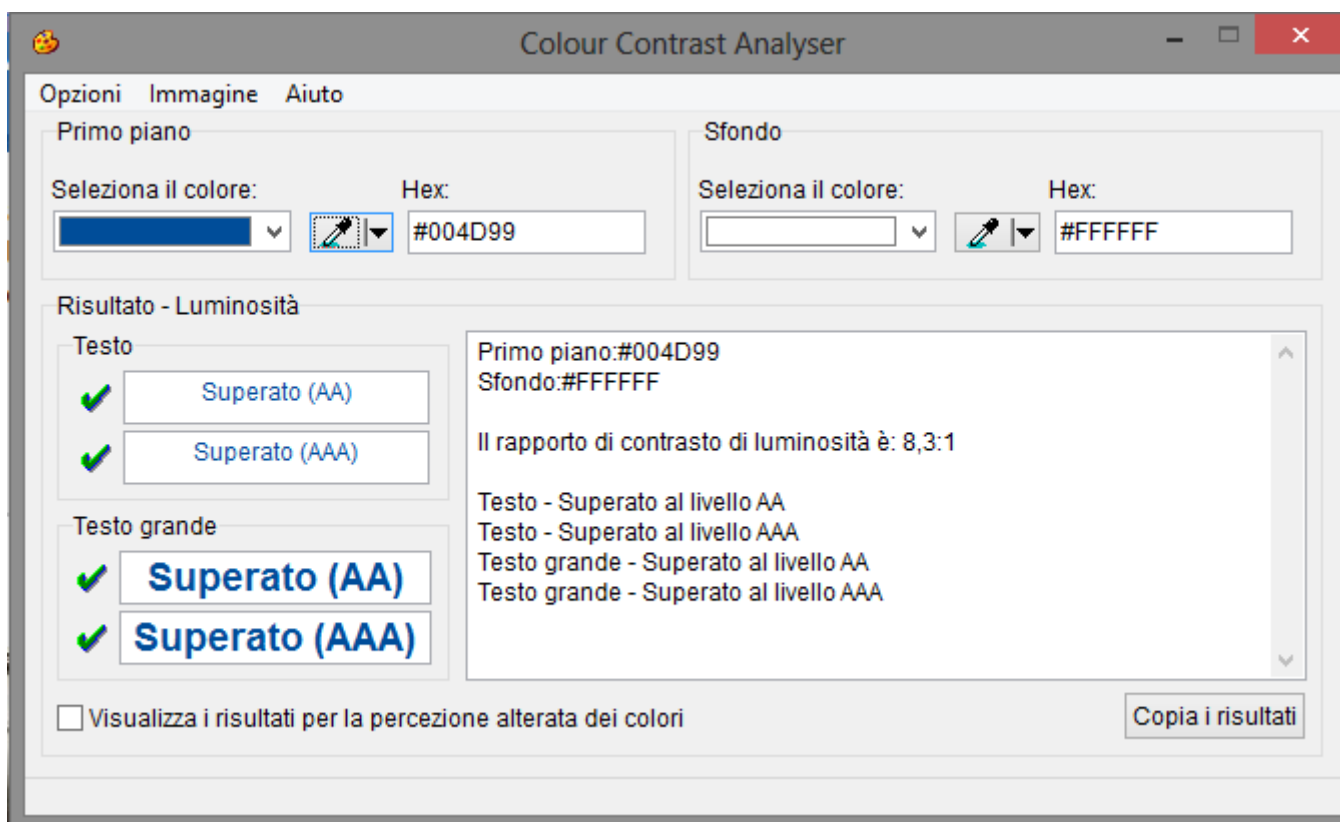 Colour Contrast Analyser
Opzioni Immagine Aiuto
Primo piano
Seleziona il colore: Hex:
#004D99
Sfondo
Seleziona il colore: Hex:
#FFFFFF
Risultato - Luminosità
Testo
Superato (AA)
Superato (AAA)
Testo grande
Superato (AA)
Superato (AAA)
Primo piano:#004D99
Sfondo:#FFFFFF
Il rapporto di contrasto di luminosità è: 8,3:1
Testo - Superato al livello AA
Testo - Superato al livello AAA
Testo grande - Superato al livello AA
Testo grande - Superato al livello AAA
Visualizza i risultati per la percezione alterata dei colori
Copia i risultati